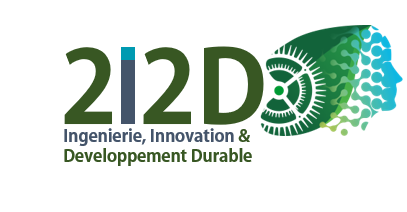 2i2D
Ingenierie, Innovation &
Developpement Durable